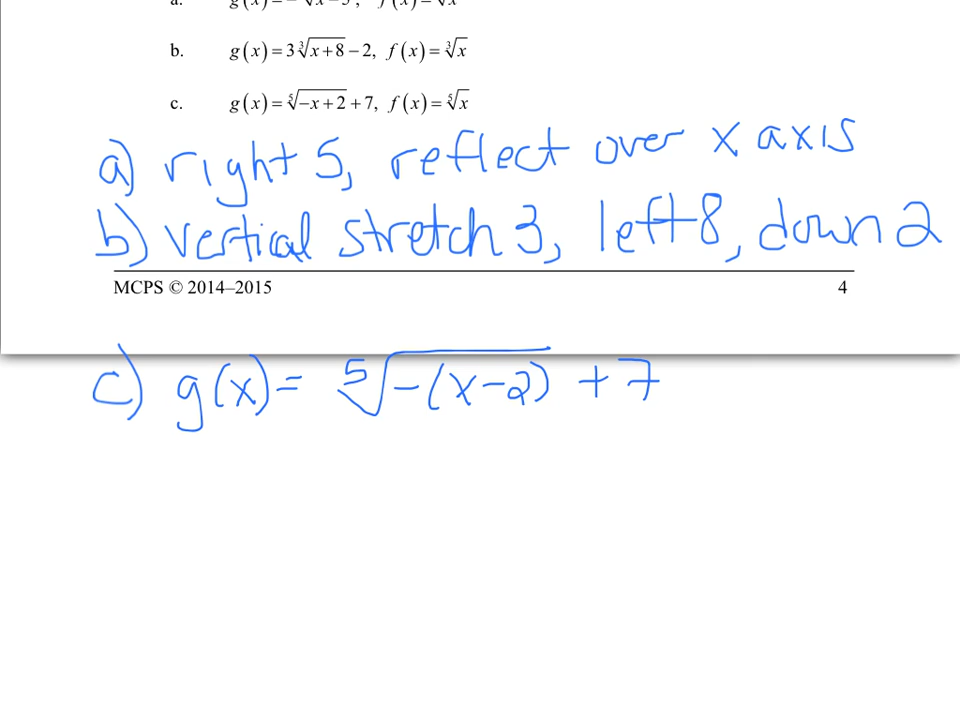 b. g(x) = 3∛(x+8) − 2, f(x) = ∛x
c. g(x) = ⁵√(−x+2) + 7, f(x) = ⁵√x
a) right 5, reflect over x axis
b) vertical stretch 3, left 8, down 2
MCPS © 2014–2015 4
c) g(x) = ⁵√(−(x−2)) + 7